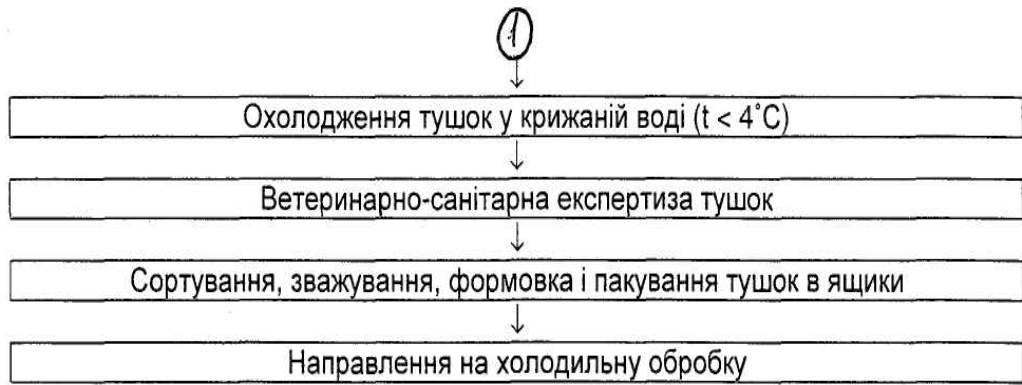 1
Охолодження тушок у крижаній воді (t < 4˚C)
Ветеринарно-санітарна експертиза тушок
Сортування, зважування, формовка і пакування тушок в ящики
Направлення на холодильну обробку